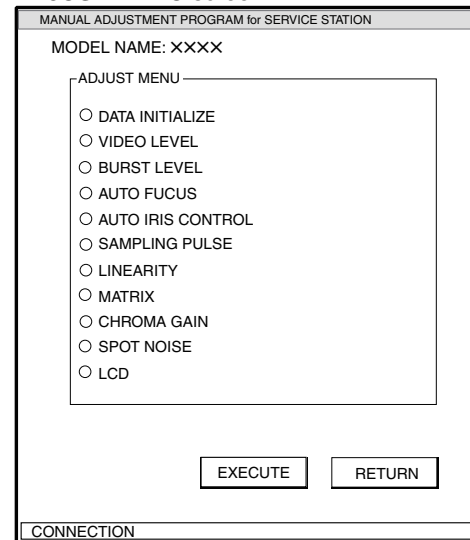 MANUAL ADJUSTMENT PROGRAM for SERVICE STATION
MODEL NAME: ××××
ADJUST MENU
DATA INITIALIZE
VIDEO LEVEL
BURST LEVEL
AUTO FUCUS
AUTO IRIS CONTROL
SAMPLING PULSE
LINEARITY
MATRIX
CHROMA GAIN
SPOT NOISE
LCD
EXECUTE RETURN
CONNECTION